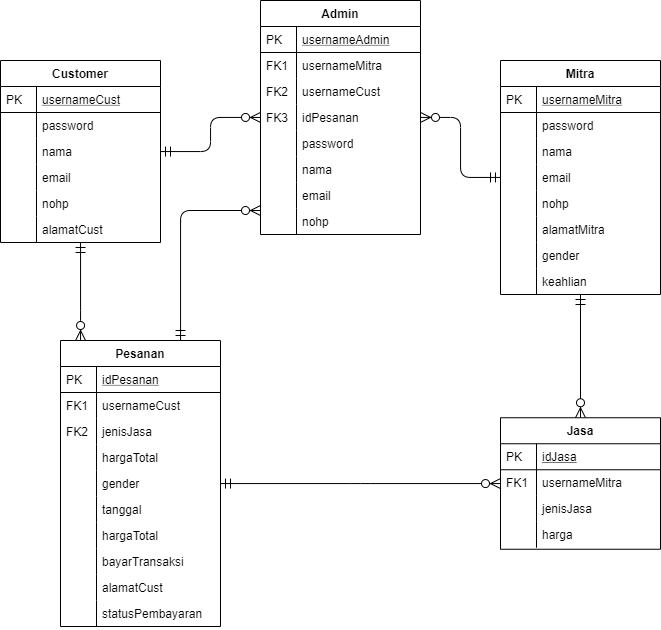 Admin
PK usernameAdmin
FK1 usernameMitra
FK2 usernameCust
FK3 idPesanan
password
nama
email
nohp
Customer
PK usernameCust
password
nama
email
nohp
alamatCust
Mitra
PK usernameMitra
password
nama
email
nohp
alamatMitra
gender
keahlian
Pesanan
PK idPesanan
FK1 usernameCust
FK2 jenisJasa
hargaTotal
gender
tanggal
hargaTotal
bayarTransaksi
alamatCust
statusPembayaran
Jasa
PK idJasa
FK1 usernameMitra
jenisJasa
harga